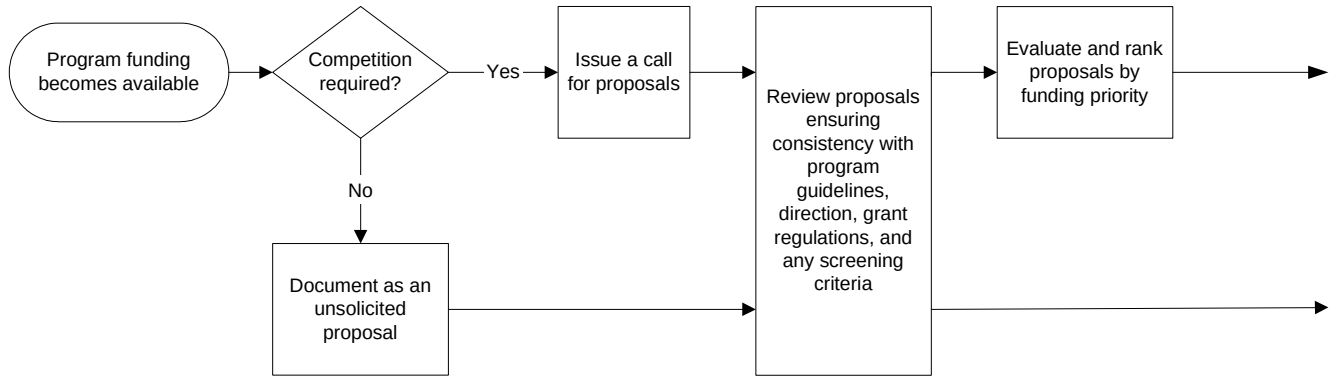 Program funding
becomes available
Competition
required?
Yes
Issue a call
for proposals
Review proposals
ensuring
consistency with
program
guidelines,
direction, grant
regulations, and
any screening
criteria
Evaluate and rank
proposals by
funding priority
No
Document as an
unsolicited
proposal